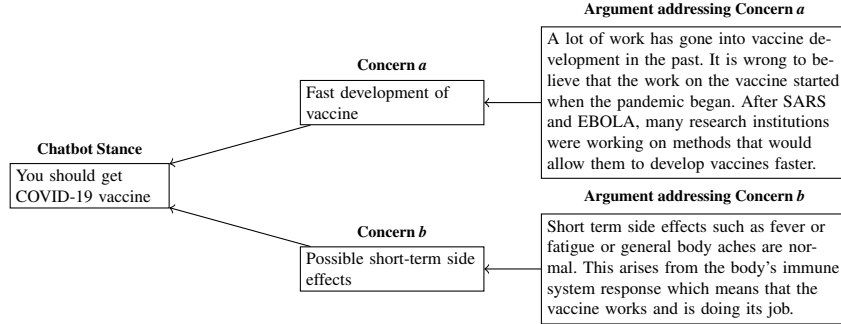 Argument addressing Concern a
A lot of work has gone into vaccine de-
velopment in the past. It is wrong to be-
lieve that the work on the vaccine started
when the pandemic began. After SARS
and EBOLA, many research institutions
were working on methods that would
allow them to develop vaccines faster.
Concern a
Fast development of
vaccine
Chatbot Stance
You should get
COVID-19 vaccine
Concern b
Possible short-term side
effects
Argument addressing Concern b
Short term side effects such as fever or
fatigue or general body aches are nor-
mal. This arises from the body's immune
system response which means that the
vaccine works and is doing its job.